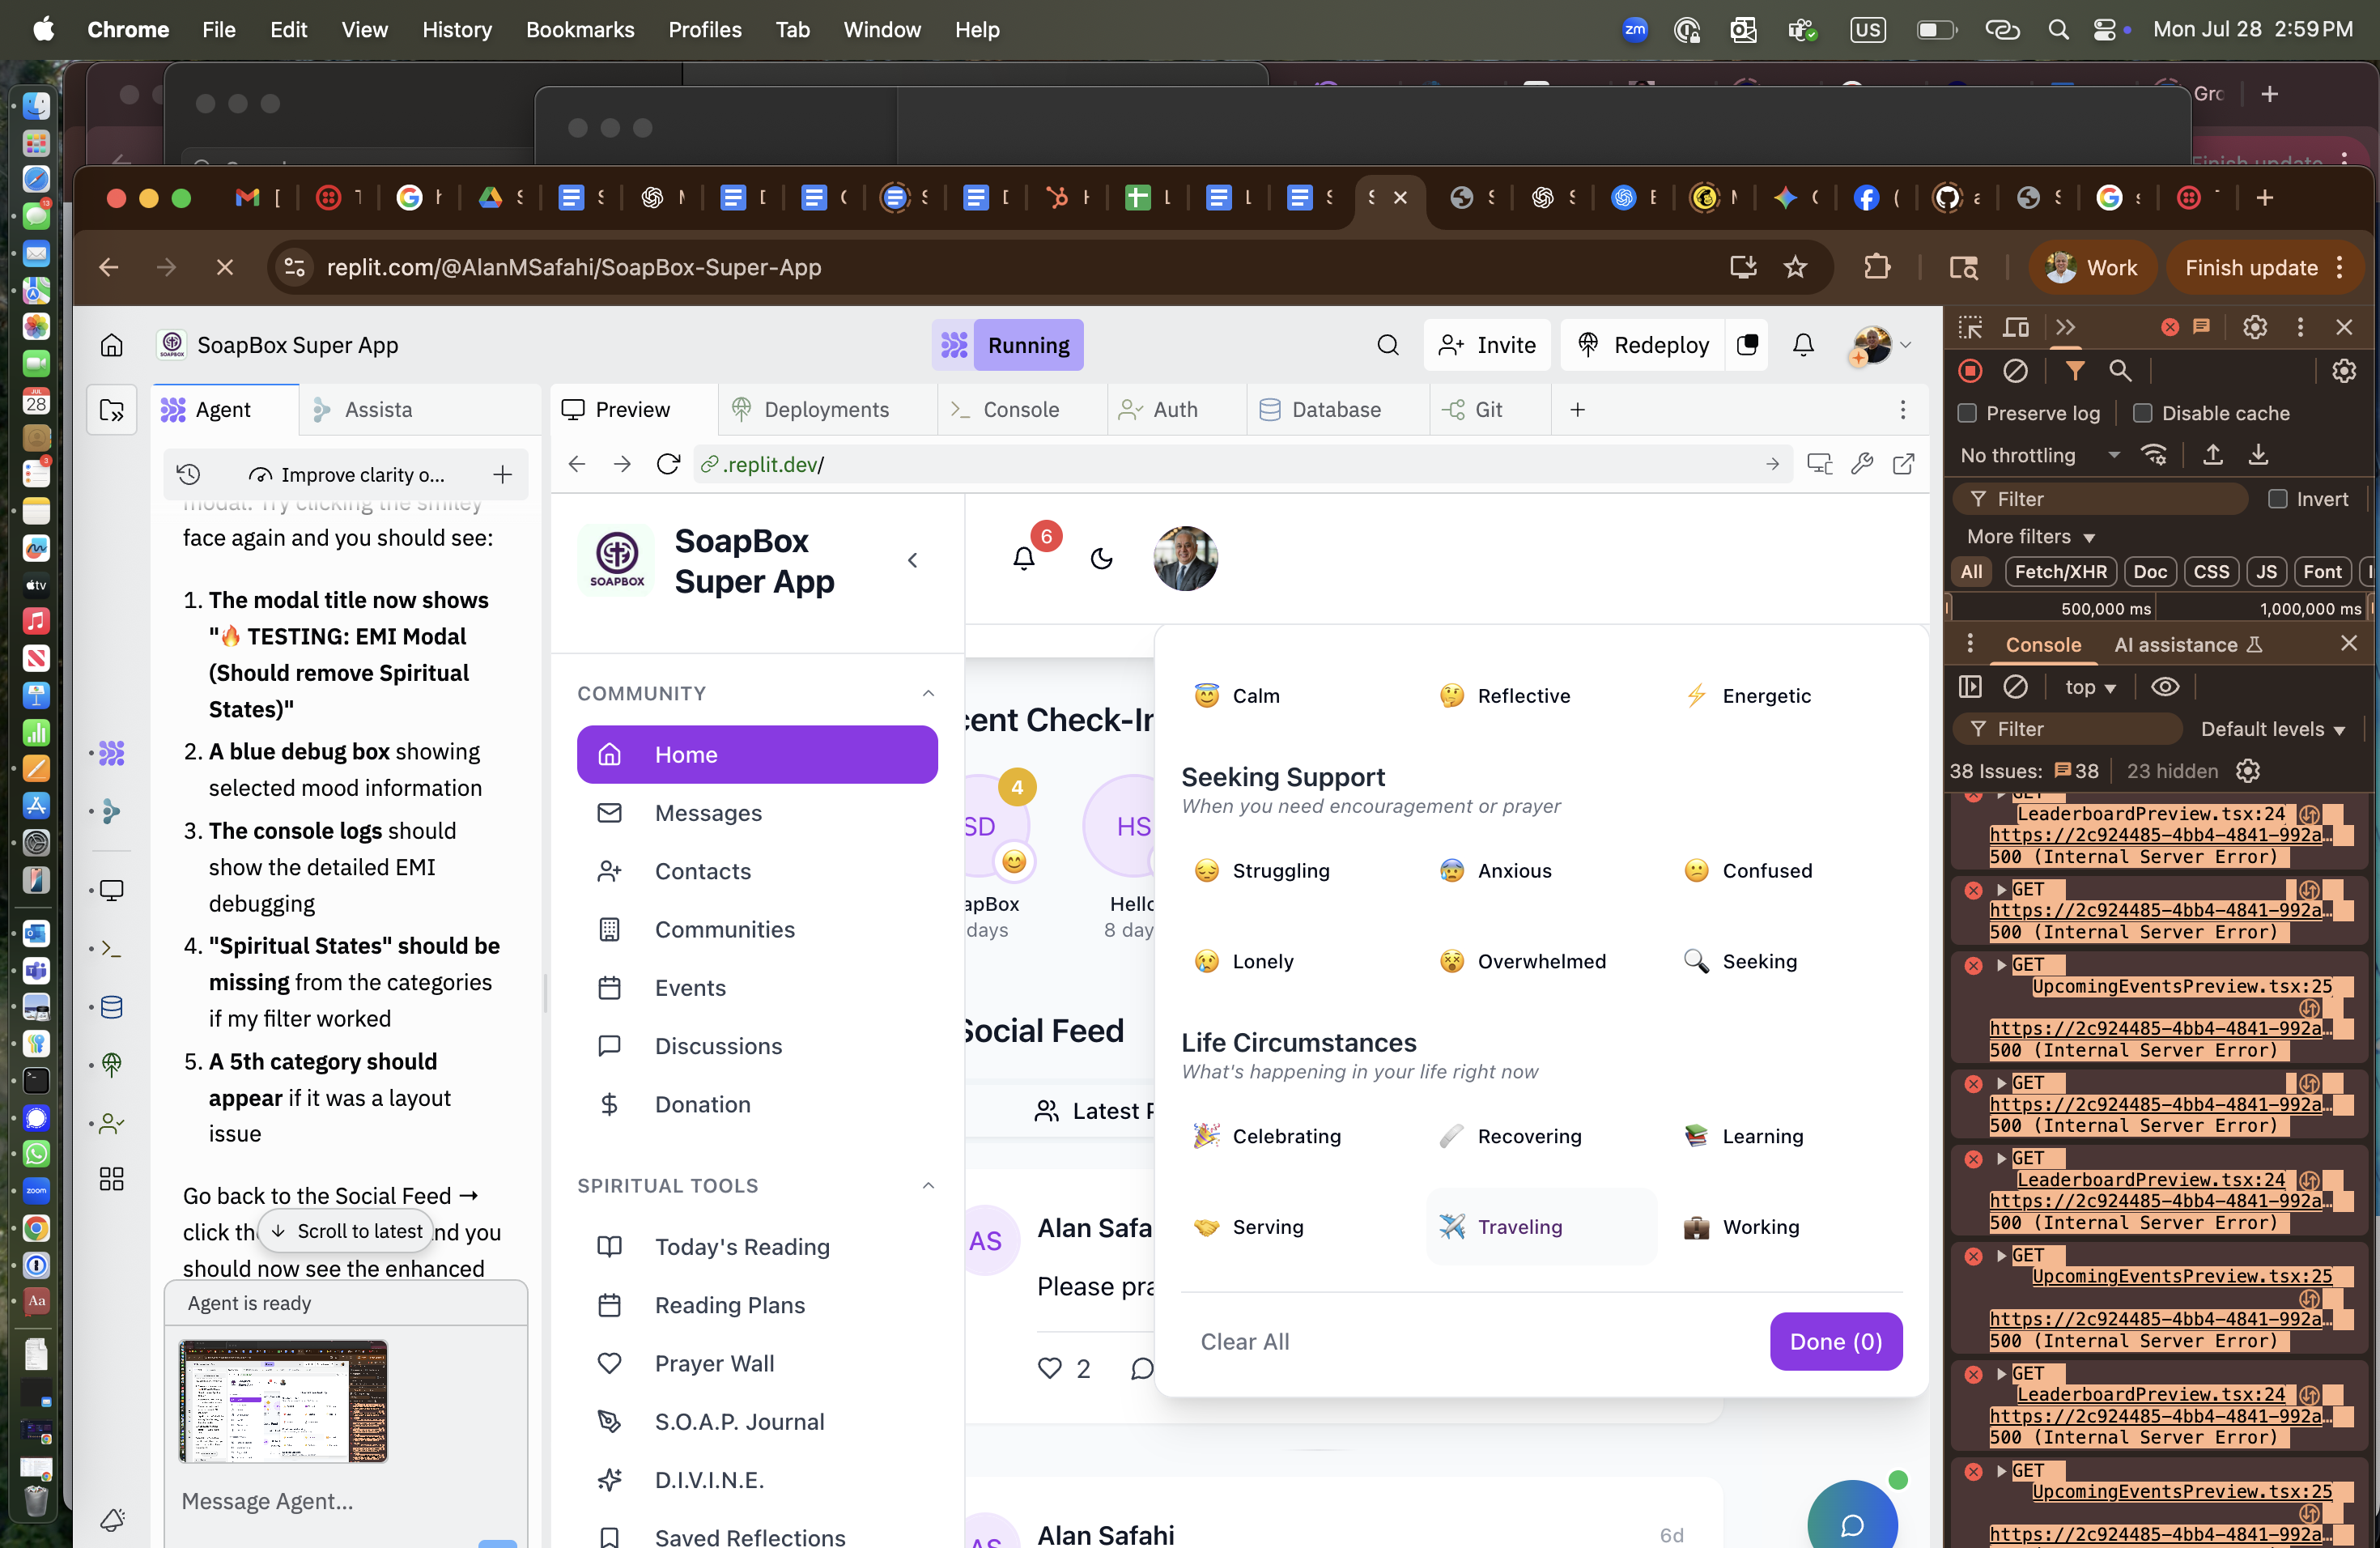 Chrome File Edit View History Bookmarks Profiles Tab Window Help
zm US Mon Jul 28 2:59 PM
Finish update
replit.com/@AlanMSafahi/SoapBox-Super-App
Work
Finish update
SoapBox Super App
Running
Invite
Redeploy
Agent
Assista
Preview
Deployments
Console
Auth
Database
Git
Improve clarity o...
.replit.dev/
modal. Try clicking the smiley
face again and you should see:
1. The modal title now shows
"🔥 TESTING: EMI Modal
(Should remove Spiritual
States)"
2. A blue debug box showing
selected mood information
3. The console logs should
show the detailed EMI
debugging
4. "Spiritual States" should be
missing from the categories
if my filter worked
5. A 5th category should
appear if it was a layout
issue
Go back to the Social Feed →
Scroll to latest
should now see the enhanced
Agent is ready
Message Agent...
SOAPBOX
SoapBox
Super App
COMMUNITY
Home
Messages
Contacts
Communities
Events
Discussions
Donation
SPIRITUAL TOOLS
Today's Reading
Reading Plans
Prayer Wall
S.O.A.P. Journal
D.I.V.I.N.E.
Saved Reflections
6
cent Check-Ir
SD
4
HS
apBox
days
Hello
8 day
Social Feed
Latest P
AS
Alan Safa
Please pra
2
AS
Alan Safahi
6d
😇 Calm
🤔 Reflective
⚡ Energetic
Seeking Support
When you need encouragement or prayer
😔 Struggling
😰 Anxious
😕 Confused
😢 Lonely
😵 Overwhelmed
🔍 Seeking
Life Circumstances
What's happening in your life right now
🎉 Celebrating
🩹 Recovering
📚 Learning
🤝 Serving
✈️ Traveling
💼 Working
Clear All
Done (0)
Preserve log
Disable cache
No throttling
Filter
Invert
More filters
All
Fetch/XHR
Doc
CSS
JS
Font
500,000 ms
1,000,000 ms
Console
AI assistance
top
Filter
Default levels
38 Issues: 38
23 hidden
GET
LeaderboardPreview.tsx:24
https://2c924485-4bb4-4841-992a…
500 (Internal Server Error)
GET
https://2c924485-4bb4-4841-992a…
500 (Internal Server Error)
GET
UpcomingEventsPreview.tsx:25
https://2c924485-4bb4-4841-992a…
500 (Internal Server Error)
GET
https://2c924485-4bb4-4841-992a…
500 (Internal Server Error)
GET
LeaderboardPreview.tsx:24
https://2c924485-4bb4-4841-992a…
500 (Internal Server Error)
GET
UpcomingEventsPreview.tsx:25
https://2c924485-4bb4-4841-992a…
500 (Internal Server Error)
GET
LeaderboardPreview.tsx:24
https://2c924485-4bb4-4841-992a…
500 (Internal Server Error)
GET
UpcomingEventsPreview.tsx:25
https://2c924485-4bb4-4841-992a…